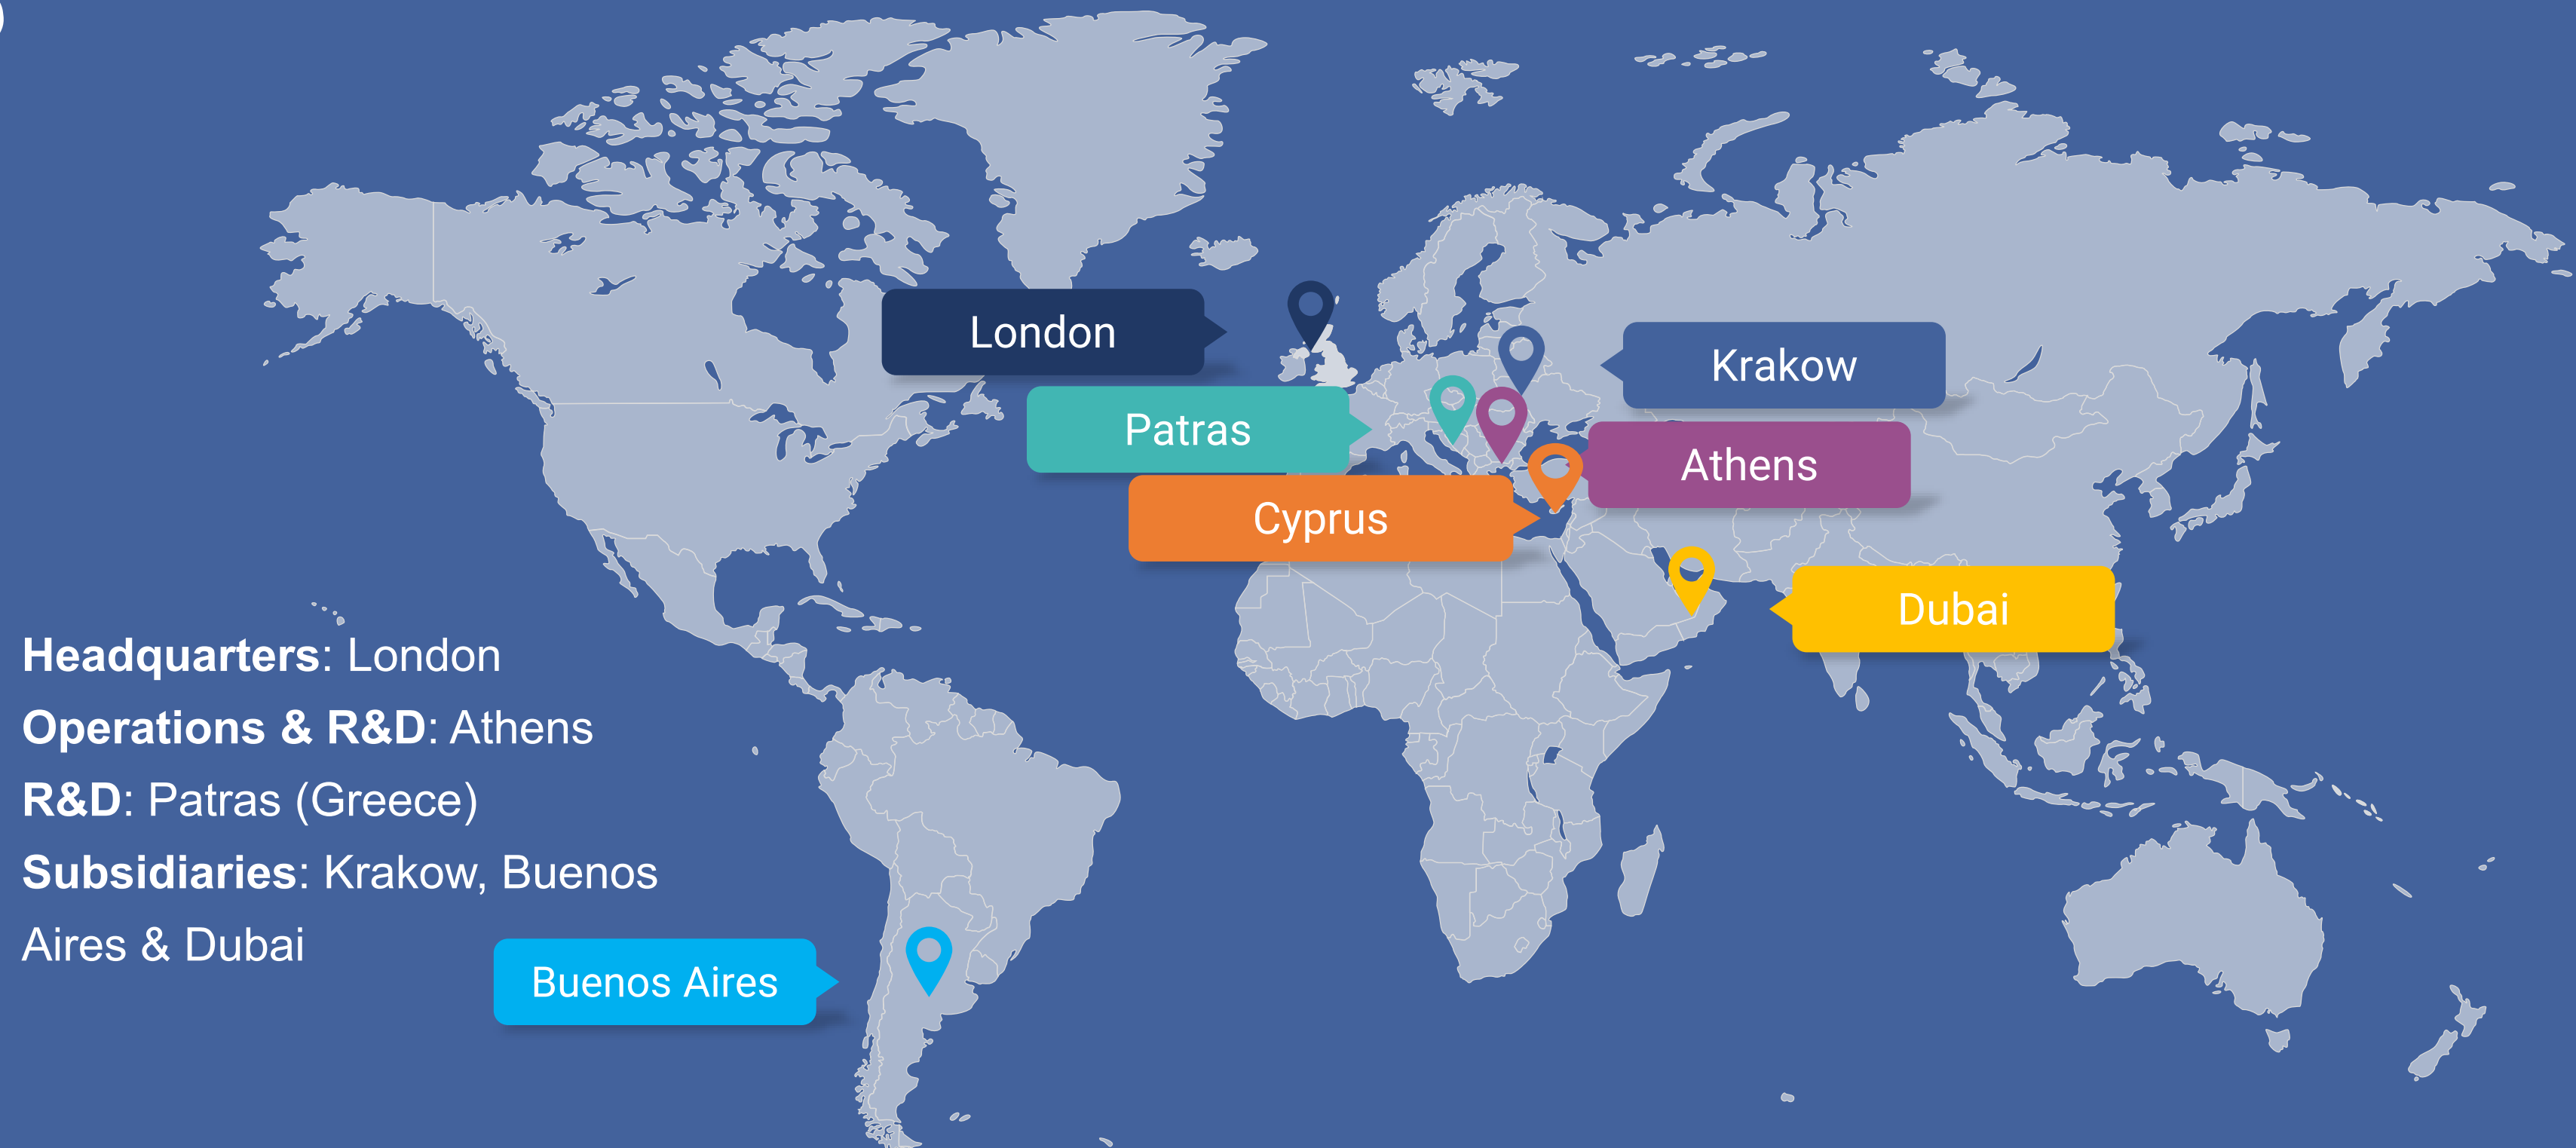 London
Krakow
Patras
Athens
Cyprus
Dubai
Headquarters: London
Operations & R&D: Athens
R&D: Patras (Greece)
Subsidiaries: Krakow, Buenos
Aires & Dubai
Buenos Aires